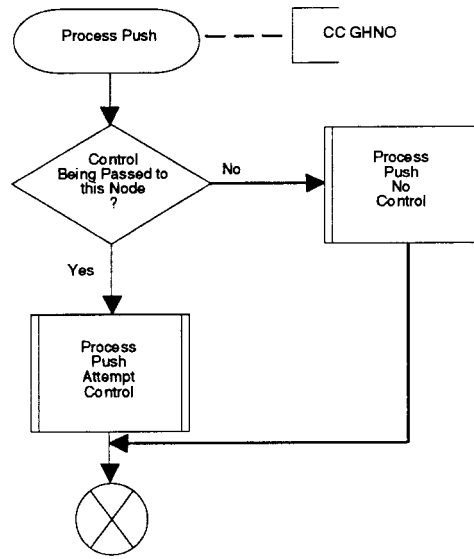 Process Push
CC GHNO
Control
Being Passed to
this Node
?
No
Process
Push
No
Control
Yes
Process
Push
Attempt
Control